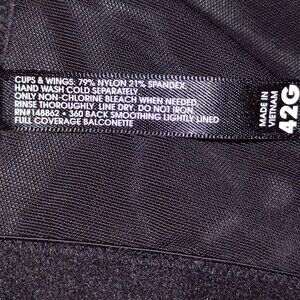 CUPS & WINGS: 79% NYLON 21% SPANDEX.
HAND WASH COLD SEPARATELY
ONLY NON-CHLORINE BLEACH WHEN NEEDED.
RINSE THOROUGHLY. LINE DRY. DO NOT IRON.
RN#148862 • 360 BACK SMOOTHING LIGHTLY LINED
FULL COVERAGE BALCONETTE
MADE IN
VIETNAM
42G